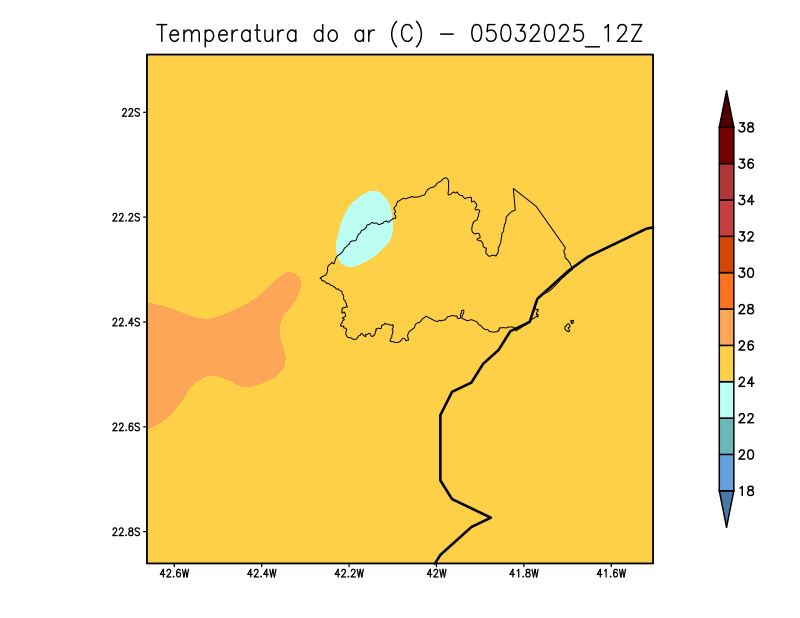 Temperatura do ar (C) - 05032025_12Z
22S
22.2S
22.4S
22.6S
22.8S
42.6W
42.4W
42.2W
42W
41.8W
41.6W
38
36
34
32
30
28
26
24
22
20
18